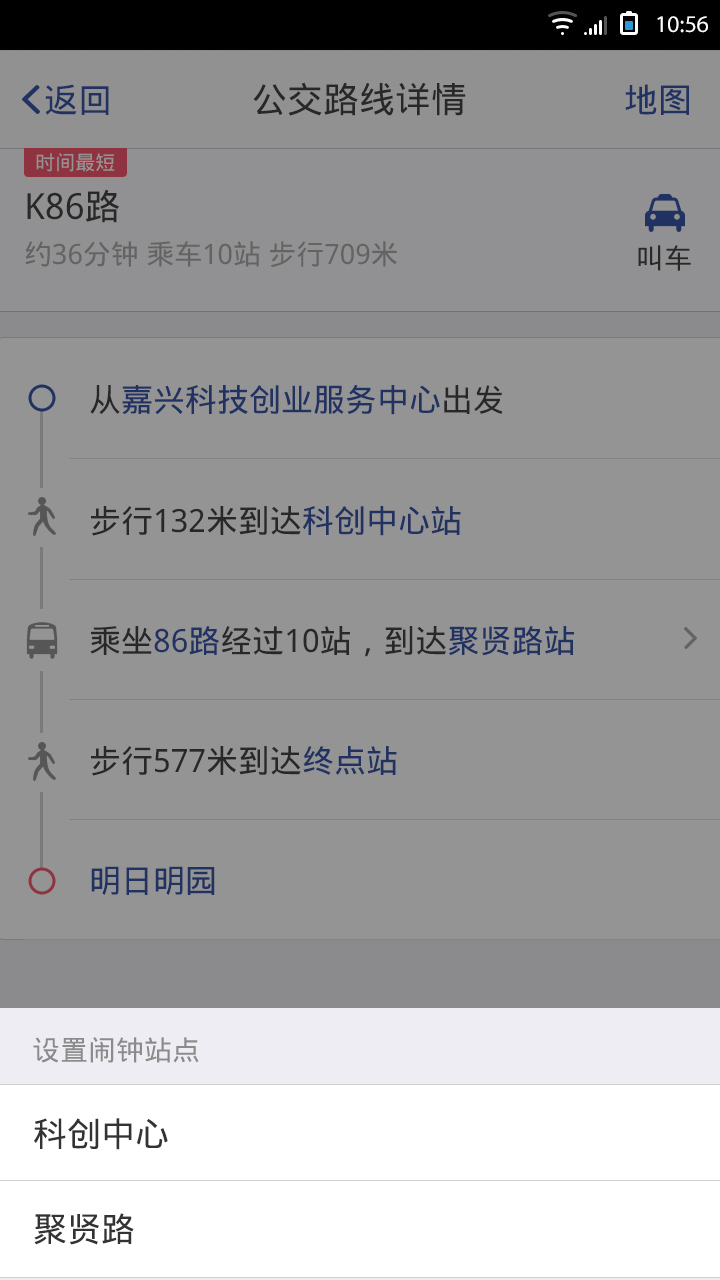 10:56
返回
公交路线详情
地图
时间最短
K86路
约36分钟 乘车10站 步行709米
叫车
从嘉兴科技创业服务中心出发
步行132米到达科创中心站
乘坐86路经过10站，到达聚贤路站
步行577米到达终点站
明日明园
设置闹钟站点
科创中心
聚贤路